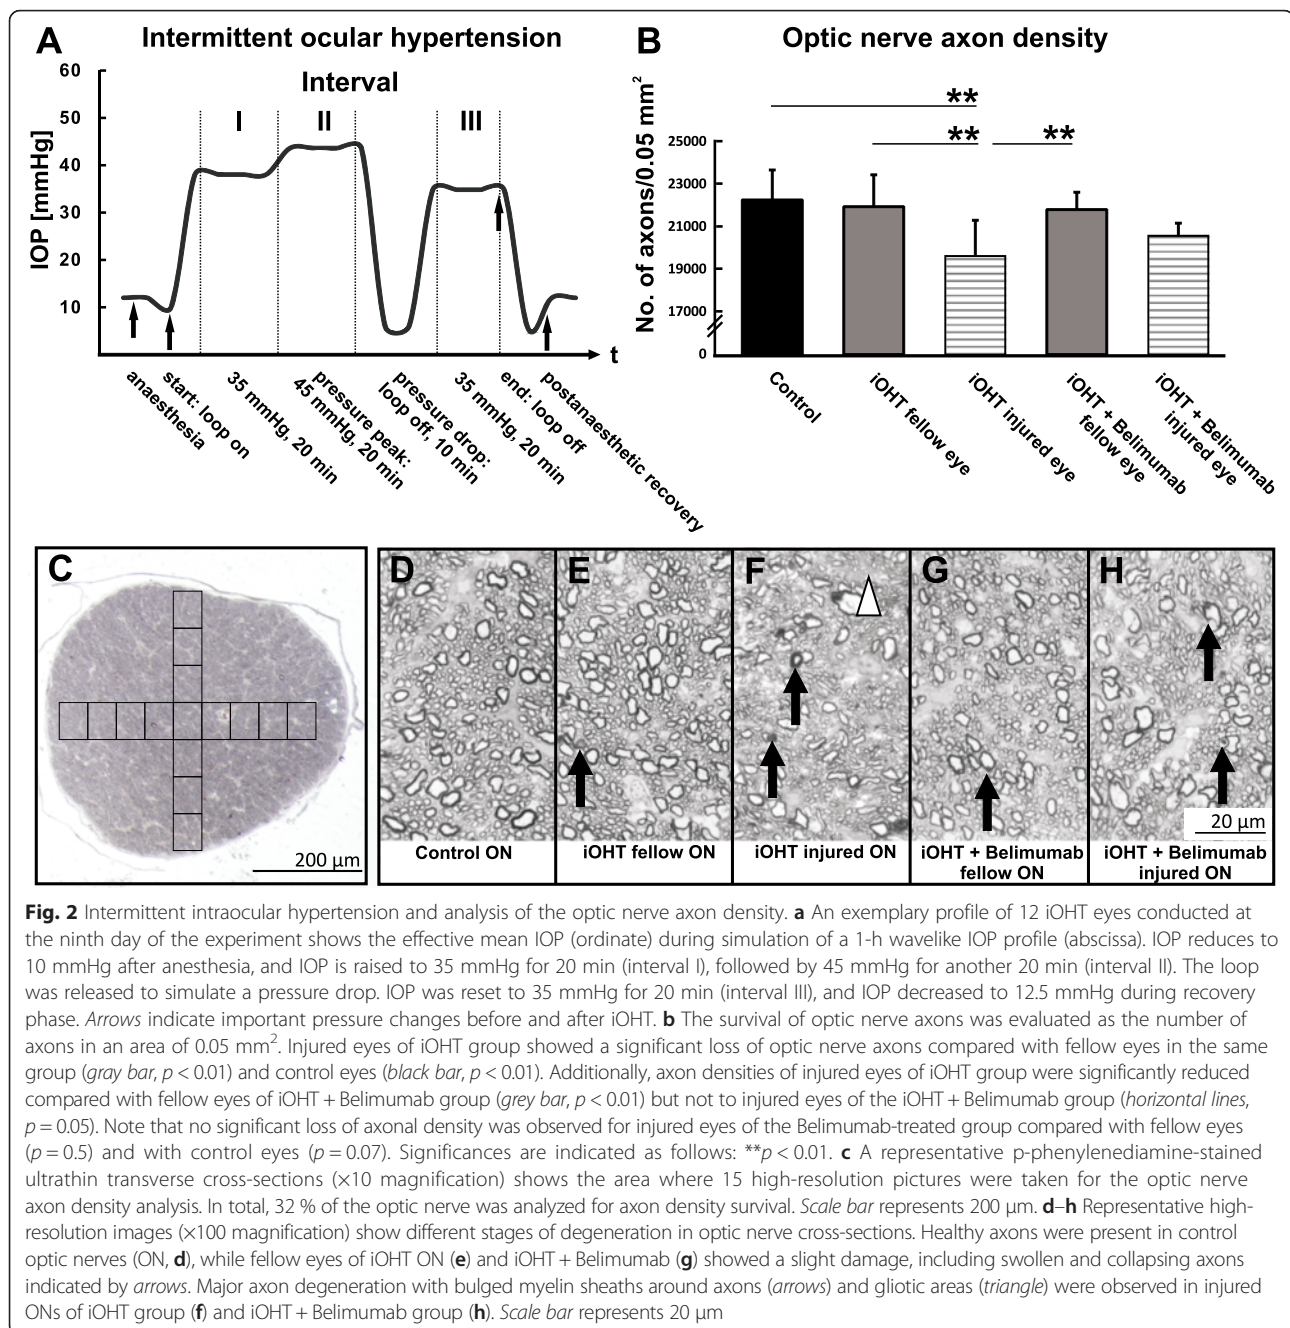 A Intermittent ocular hypertension
Interval
I II III
IOP [mmHg]
60
50
40
30
20
10
t
anaesthesia
start: loop on
35 mmHg, 20 min
pressure peak:
45 mmHg, 20 min
pressure drop:
loop off, 10 min
35 mmHg, 20 min
end: loop off
postanaesthetic recovery
B Optic nerve axon density
No. of axons/0.05 mm²
**
** **
25000
23000
21000
19000
17000
0
Control
iOHT fellow eye
iOHT injured eye
iOHT + Belimumab
fellow eye
iOHT + Belimumab
injured eye
C
200 µm
D E F G H
20 µm
Control ON
iOHT fellow ON
iOHT injured ON
iOHT + Belimumab
fellow ON
iOHT + Belimumab
injured ON
Fig. 2 Intermittent intraocular hypertension and analysis of the optic nerve axon density. a An exemplary profile of 12 iOHT eyes conducted at
the ninth day of the experiment shows the effective mean IOP (ordinate) during simulation of a 1-h wavelike IOP profile (abscissa). IOP reduces to
10 mmHg after anesthesia, and IOP is raised to 35 mmHg for 20 min (interval I), followed by 45 mmHg for another 20 min (interval II). The loop
was released to simulate a pressure drop. IOP was reset to 35 mmHg for 20 min (interval III), and IOP decreased to 12.5 mmHg during recovery
phase. Arrows indicate important pressure changes before and after iOHT. b The survival of optic nerve axons was evaluated as the number of
axons in an area of 0.05 mm². Injured eyes of iOHT group showed a significant loss of optic nerve axons compared with fellow eyes in the same
group (gray bar, p < 0.01) and control eyes (black bar, p < 0.01). Additionally, axon densities of injured eyes of iOHT group were significantly reduced
compared with fellow eyes of iOHT + Belimumab group (grey bar, p < 0.01) but not to injured eyes of the iOHT + Belimumab group (horizontal lines,
p = 0.05). Note that no significant loss of axonal density was observed for injured eyes of the Belimumab-treated group compared with fellow eyes
(p = 0.5) and with control eyes (p = 0.07). Significances are indicated as follows: **p < 0.01. c A representative p-phenylenediamine-stained
ultrathin transverse cross-sections (×10 magnification) shows the area where 15 high-resolution pictures were taken for the optic nerve
axon density analysis. In total, 32 % of the optic nerve was analyzed for axon density survival. Scale bar represents 200 µm. d–h Representative high-
resolution images (×100 magnification) show different stages of degeneration in optic nerve cross-sections. Healthy axons were present in control
optic nerves (ON, d), while fellow eyes of iOHT ON (e) and iOHT + Belimumab (g) showed a slight damage, including swollen and collapsing axons
indicated by arrows. Major axon degeneration with bulged myelin sheaths around axons (arrows) and gliotic areas (triangle) were observed in injured
ONs of iOHT group (f) and iOHT + Belimumab group (h). Scale bar represents 20 µm